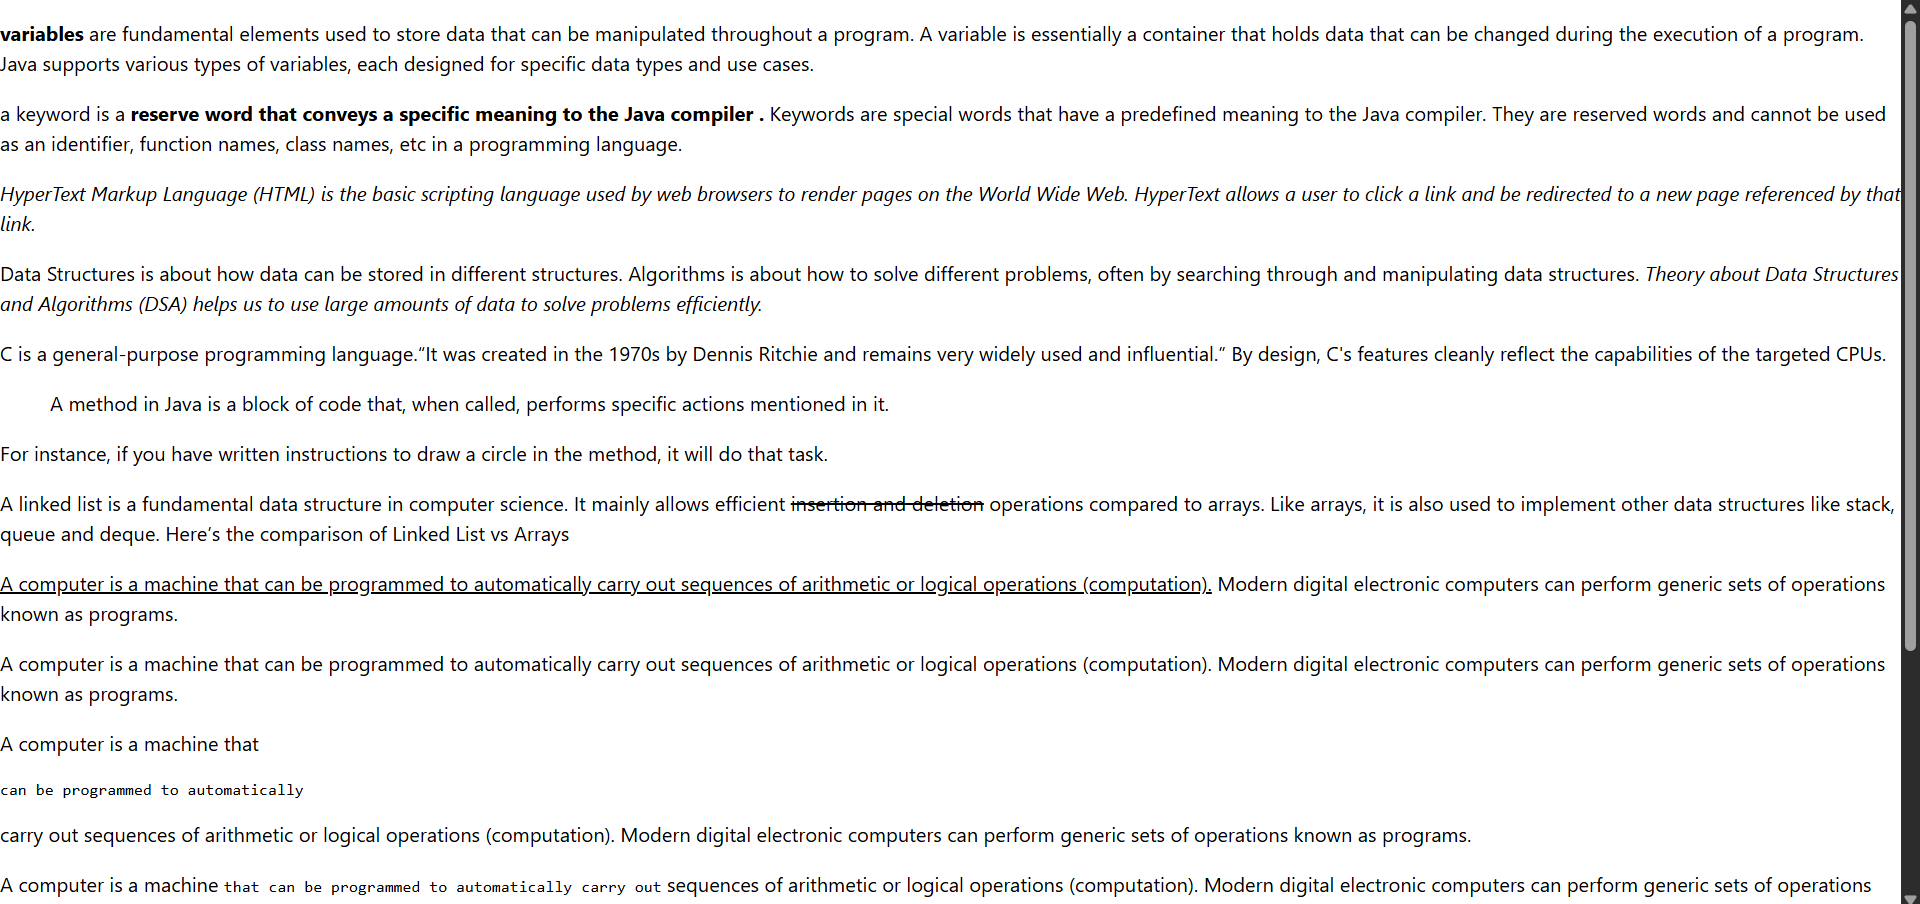 variables are fundamental elements used to store data that can be manipulated throughout a program. A variable is essentially a container that holds data that can be changed during the execution of a program.
Java supports various types of variables, each designed for specific data types and use cases.
a keyword is a reserve word that conveys a specific meaning to the Java compiler . Keywords are special words that have a predefined meaning to the Java compiler. They are reserved words and cannot be used
as an identifier, function names, class names, etc in a programming language.
HyperText Markup Language (HTML) is the basic scripting language used by web browsers to render pages on the World Wide Web. HyperText allows a user to click a link and be redirected to a new page referenced by that
link.
Data Structures is about how data can be stored in different structures. Algorithms is about how to solve different problems, often by searching through and manipulating data structures. Theory about Data Structures
and Algorithms (DSA) helps us to use large amounts of data to solve problems efficiently.
C is a general-purpose programming language.“It was created in the 1970s by Dennis Ritchie and remains very widely used and influential.” By design, C's features cleanly reflect the capabilities of the targeted CPUs.
A method in Java is a block of code that, when called, performs specific actions mentioned in it.
For instance, if you have written instructions to draw a circle in the method, it will do that task.
A linked list is a fundamental data structure in computer science. It mainly allows efficient insertion and deletion operations compared to arrays. Like arrays, it is also used to implement other data structures like stack,
queue and deque. Here’s the comparison of Linked List vs Arrays
A computer is a machine that can be programmed to automatically carry out sequences of arithmetic or logical operations (computation). Modern digital electronic computers can perform generic sets of operations
known as programs.
A computer is a machine that can be programmed to automatically carry out sequences of arithmetic or logical operations (computation). Modern digital electronic computers can perform generic sets of operations
known as programs.
A computer is a machine that
can be programmed to automatically
carry out sequences of arithmetic or logical operations (computation). Modern digital electronic computers can perform generic sets of operations known as programs.
A computer is a machine that can be programmed to automatically carry out sequences of arithmetic or logical operations (computation). Modern digital electronic computers can perform generic sets of operations